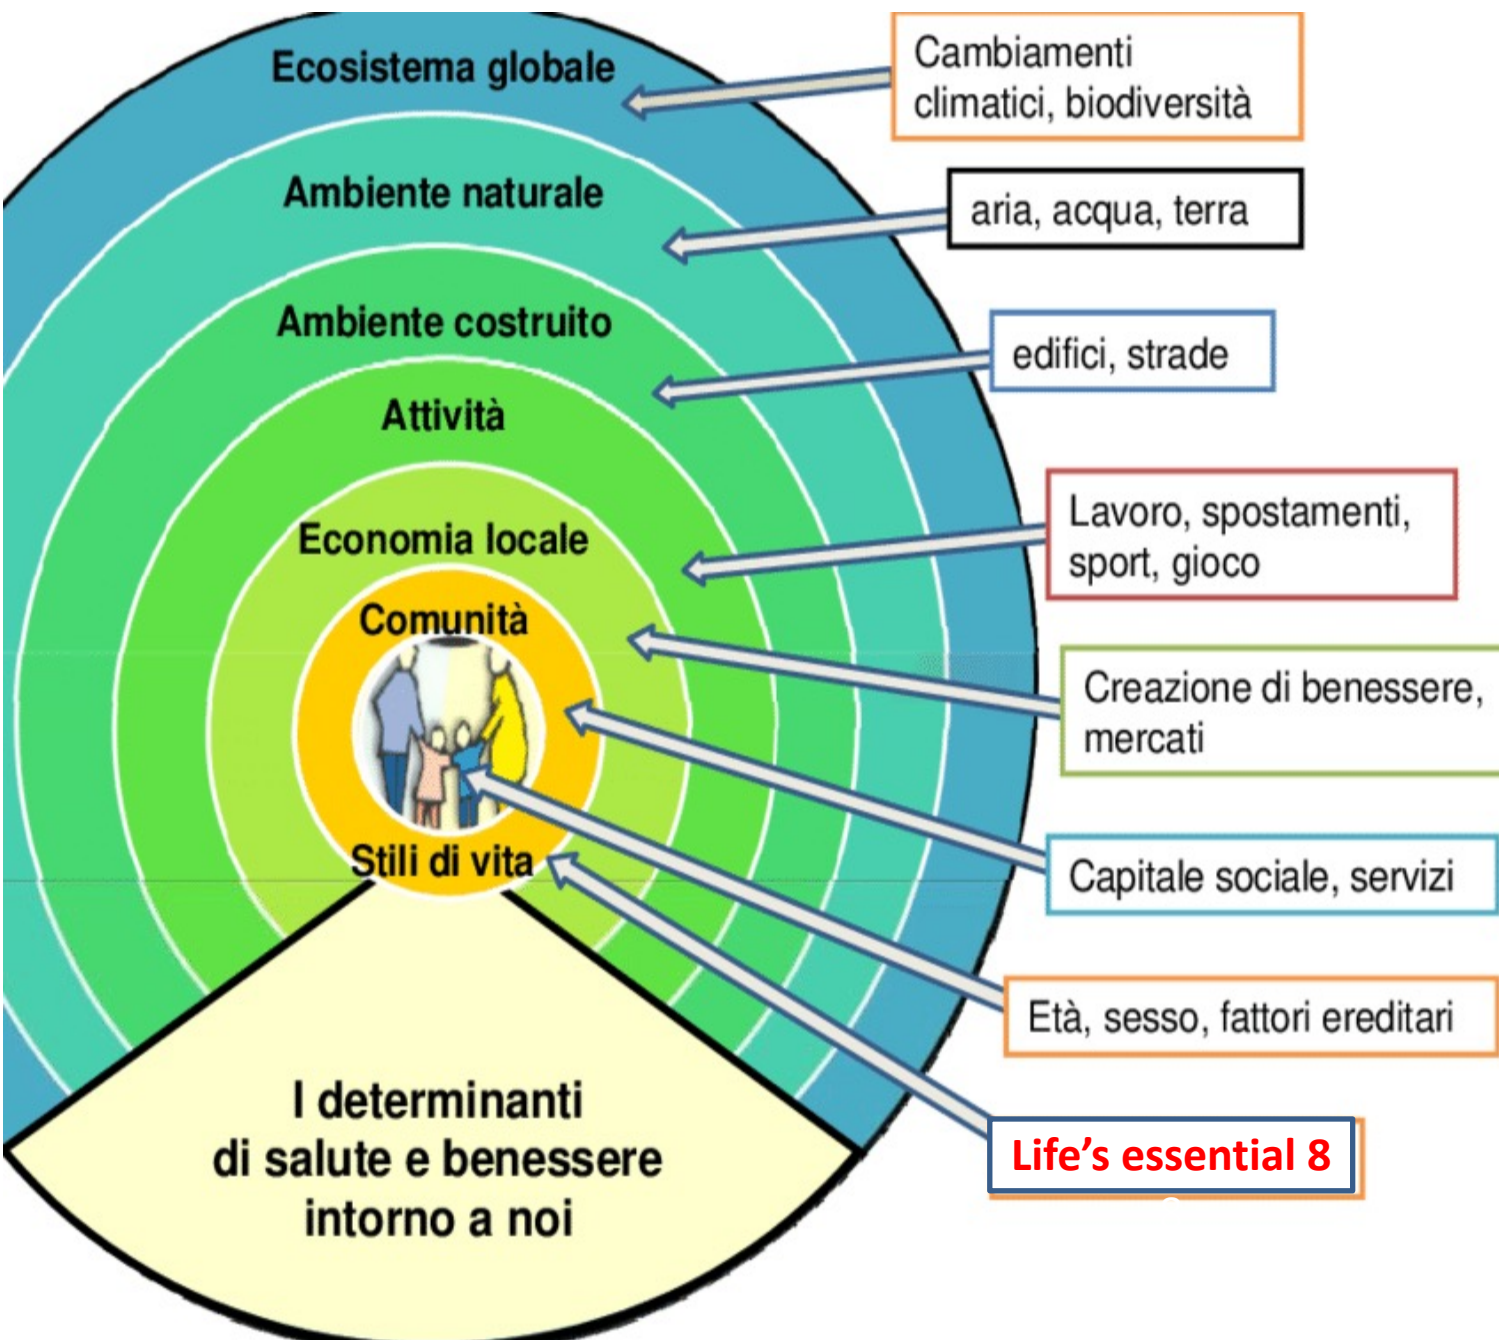 Ecosistema globale
Cambiamenti
climatici, biodiversità
Ambiente naturale
aria, acqua, terra
Ambiente costruito
edifici, strade
Attività
Lavoro, spostamenti,
sport, gioco
Economia locale
Comunità
Creazione di benessere,
mercati
Stili di vita
Capitale sociale, servizi
Età, sesso, fattori ereditari
I determinanti
di salute e benessere
intorno a noi
Life’s essential 8